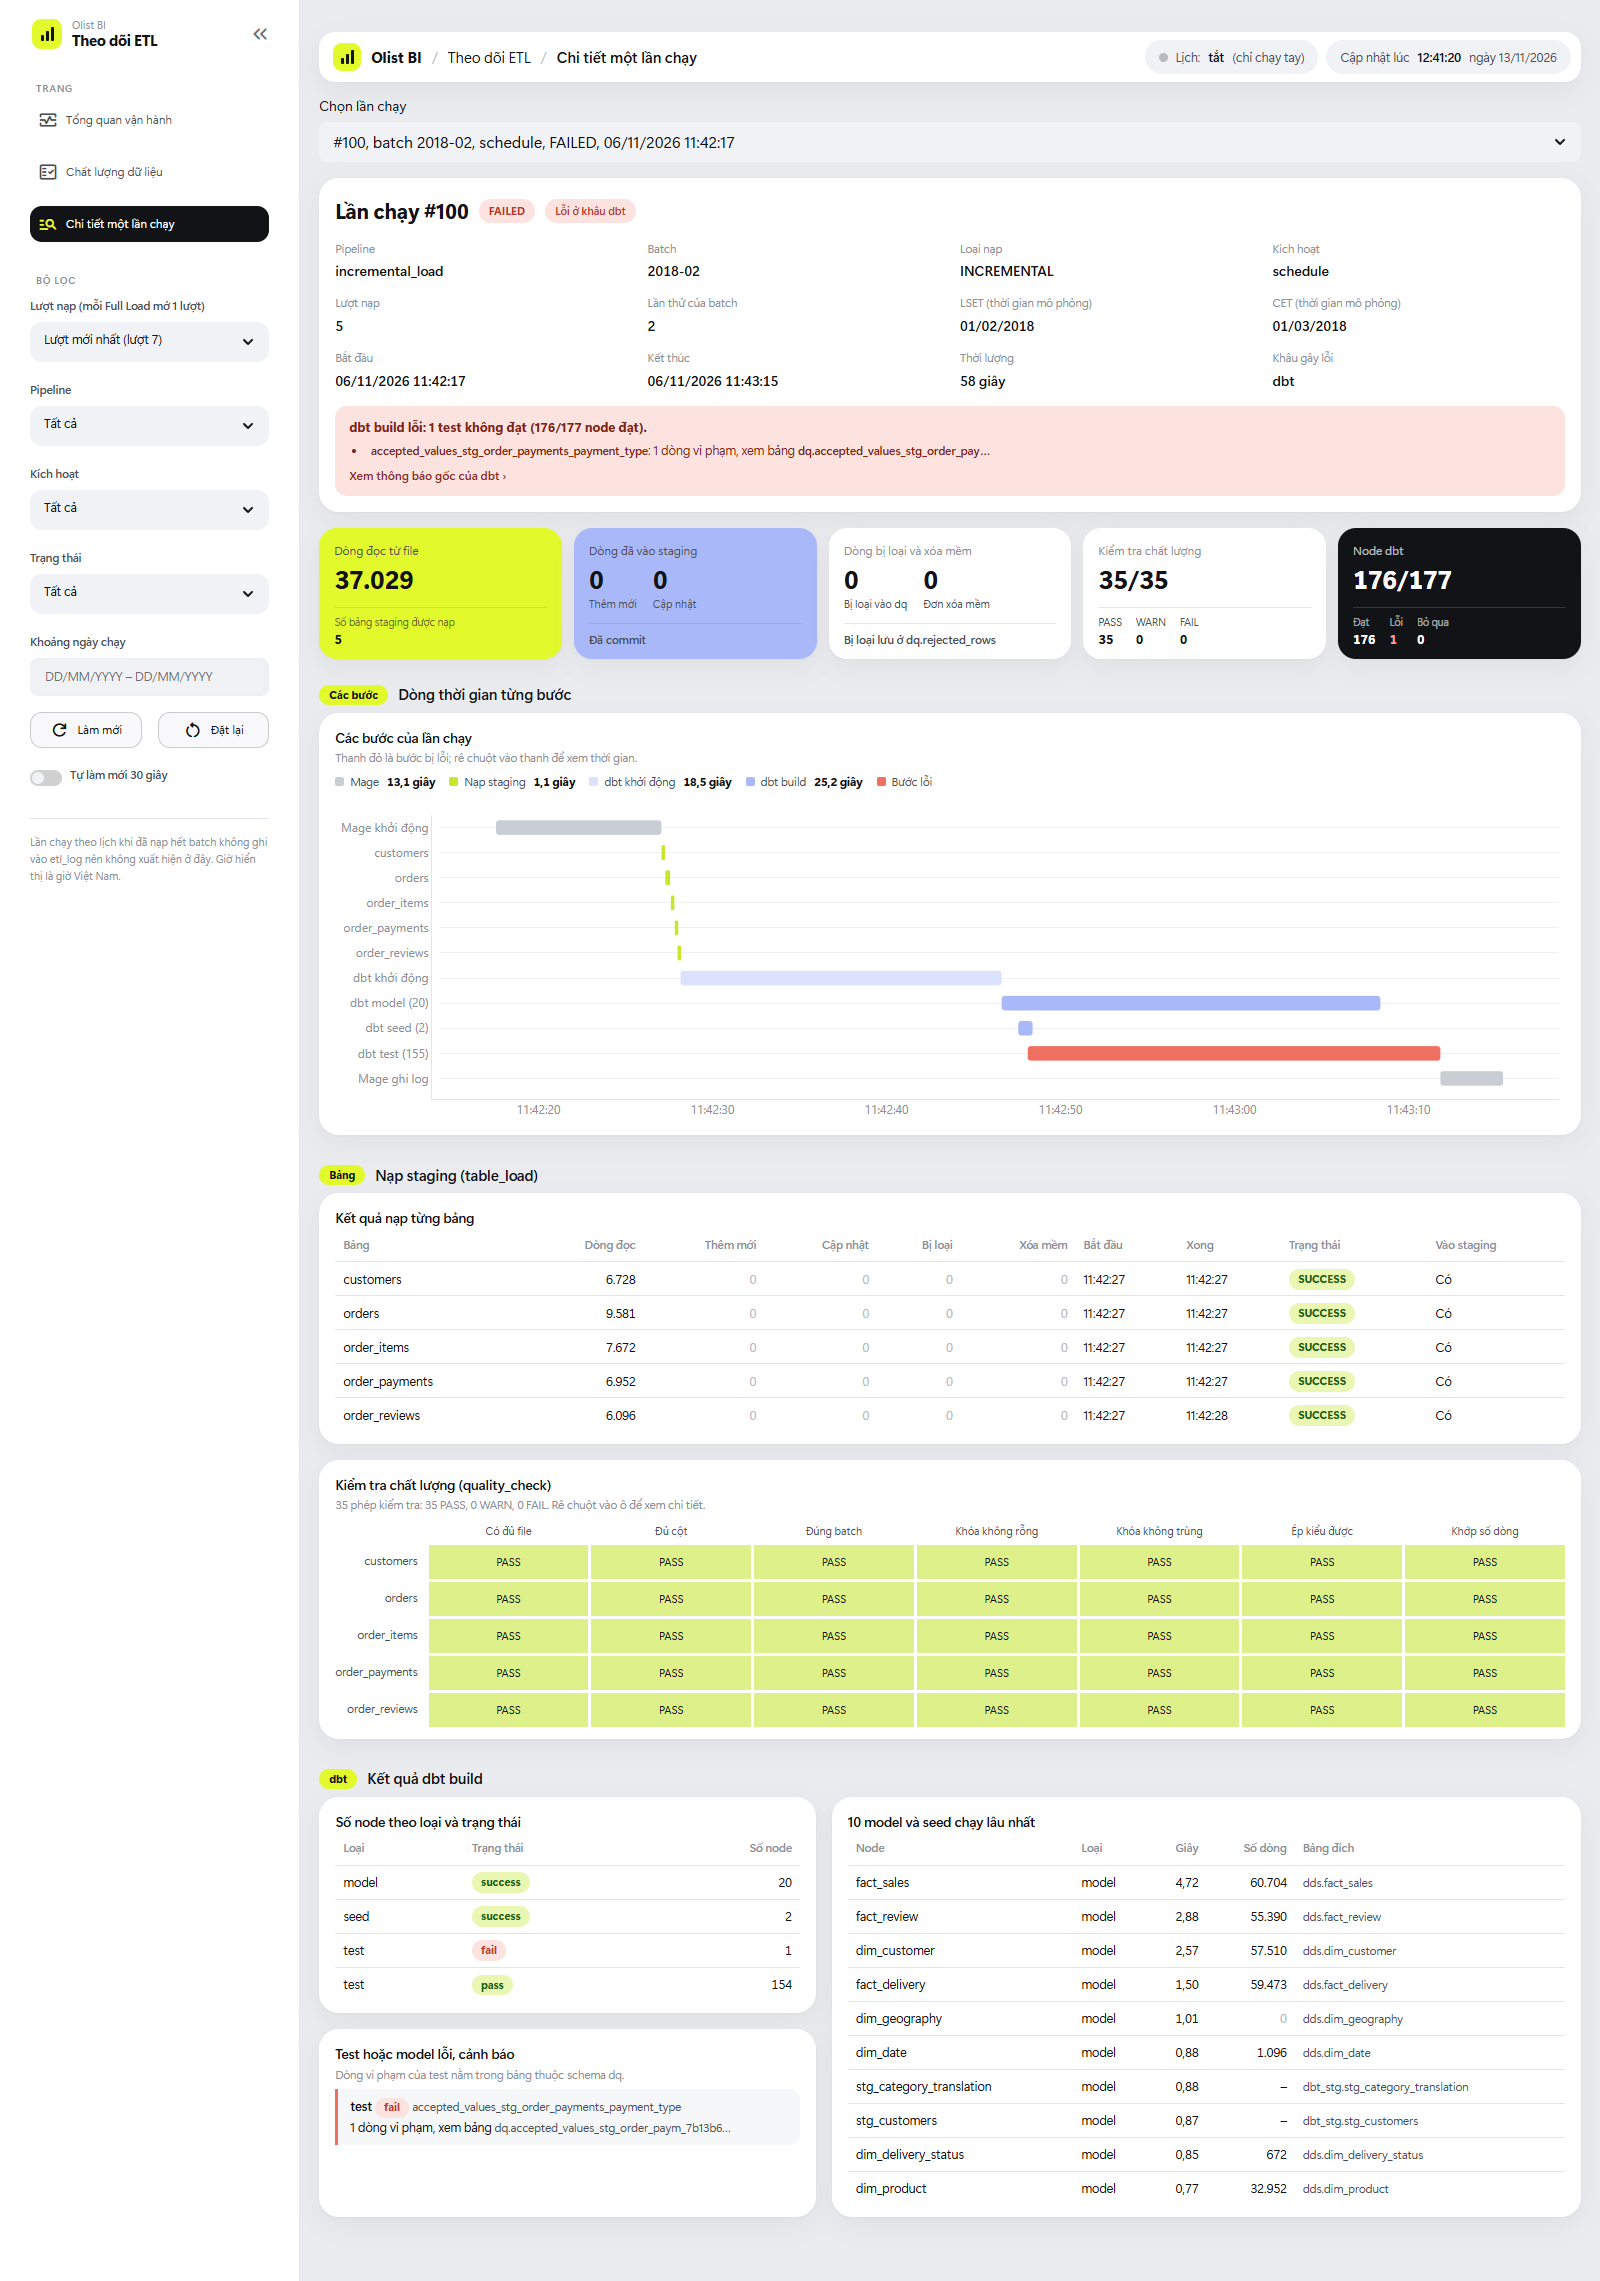 Olist BI
Theo dõi ETL
TRANG
Tổng quan vận hành
Chất lượng dữ liệu
Chi tiết một lần chạy
BỘ LỌC
Lượt nạp (mỗi Full Load mở 1 lượt)
Lượt mới nhất (lượt 7)
Pipeline
Tất cả
Kích hoạt
Tất cả
Trạng thái
Tất cả
Khoảng ngày chạy
DD/MM/YYYY – DD/MM/YYYY
Làm mới
Đặt lại
Tự làm mới 30 giây
Lần chạy theo lịch khi đã nạp hết batch không ghi
vào etl_log nên không xuất hiện ở đây. Giờ hiển
thị là giờ Việt Nam.
Olist BI / Theo dõi ETL / Chi tiết một lần chạy
Lịch: tắt (chỉ chạy tay)
Cập nhật lúc 12:41:20 ngày 13/11/2026
Chọn lần chạy
#100, batch 2018-02, schedule, FAILED, 06/11/2026 11:42:17
Lần chạy #100 FAILED Lỗi ở khâu dbt
Pipeline Batch Loại nạp Kích hoạt
incremental_load 2018-02 INCREMENTAL schedule
Lượt nạp Lần thử của batch LSET (thời gian mô phỏng) CET (thời gian mô phỏng)
5 2 01/02/2018 01/03/2018
Bắt đầu Kết thúc Thời lượng Khâu gây lỗi
06/11/2026 11:42:17 06/11/2026 11:43:15 58 giây dbt
dbt build lỗi: 1 test không đạt (176/177 node đạt).
• accepted_values_stg_order_payments_payment_type: 1 dòng vi phạm, xem bảng dq.accepted_values_stg_order_pay...
Xem thông báo gốc của dbt ›
Dòng đọc từ file
37.029
Số bảng staging được nạp
5
Dòng đã vào staging
0 0
Thêm mới Cập nhật
Đã commit
Dòng bị loại và xóa mềm
0 0
Bị loại vào dq Đơn xóa mềm
Bị loại lưu ở dq.rejected_rows
Kiểm tra chất lượng
35/35
PASS WARN FAIL
35 0 0
Node dbt
176/177
Đạt Lỗi Bỏ qua
176 1 0
Các bước Dòng thời gian từng bước
Các bước của lần chạy
Thanh đỏ là bước bị lỗi; rê chuột vào thanh để xem thời gian.
Mage 13,1 giây Nạp staging 1,1 giây dbt khởi động 18,5 giây dbt build 25,2 giây Bước lỗi
Mage khởi động
customers
orders
order_items
order_payments
order_reviews
dbt khởi động
dbt model (20)
dbt seed (2)
dbt test (155)
Mage ghi log
11:42:20 11:42:30 11:42:40 11:42:50 11:43:00 11:43:10
Bảng Nạp staging (table_load)
Kết quả nạp từng bảng
Bảng Dòng đọc Thêm mới Cập nhật Bị loại Xóa mềm Bắt đầu Xong Trạng thái Vào staging
customers 6.728 0 0 0 0 11:42:27 11:42:27 SUCCESS Có
orders 9.581 0 0 0 0 11:42:27 11:42:27 SUCCESS Có
order_items 7.672 0 0 0 0 11:42:27 11:42:27 SUCCESS Có
order_payments 6.952 0 0 0 0 11:42:27 11:42:27 SUCCESS Có
order_reviews 6.096 0 0 0 0 11:42:27 11:42:28 SUCCESS Có
Kiểm tra chất lượng (quality_check)
35 phép kiểm tra: 35 PASS, 0 WARN, 0 FAIL. Rê chuột vào ô để xem chi tiết.
Có đủ file Đủ cột Đúng batch Khóa không rỗng Khóa không trùng Ép kiểu được Khớp số dòng
customers PASS PASS PASS PASS PASS PASS PASS
orders PASS PASS PASS PASS PASS PASS PASS
order_items PASS PASS PASS PASS PASS PASS PASS
order_payments PASS PASS PASS PASS PASS PASS PASS
order_reviews PASS PASS PASS PASS PASS PASS PASS
dbt Kết quả dbt build
Số node theo loại và trạng thái
Loại Trạng thái Số node
model success 20
seed success 2
test fail 1
test pass 154
Test hoặc model lỗi, cảnh báo
Dòng vi phạm của test nằm trong bảng thuộc schema dq.
test fail accepted_values_stg_order_payments_payment_type
1 dòng vi phạm, xem bảng dq.accepted_values_stg_order_paym_7b13b6...
10 model và seed chạy lâu nhất
Node Loại Giây Số dòng Bảng đích
fact_sales model 4,72 60.704 dds.fact_sales
fact_review model 2,88 55.390 dds.fact_review
dim_customer model 2,57 57.510 dds.dim_customer
fact_delivery model 1,50 59.473 dds.fact_delivery
dim_geography model 1,01 0 dds.dim_geography
dim_date model 0,88 1.096 dds.dim_date
stg_category_translation model 0,88 – dbt_stg.stg_category_translation
stg_customers model 0,87 – dbt_stg.stg_customers
dim_delivery_status model 0,85 672 dds.dim_delivery_status
dim_product model 0,77 32.952 dds.dim_product